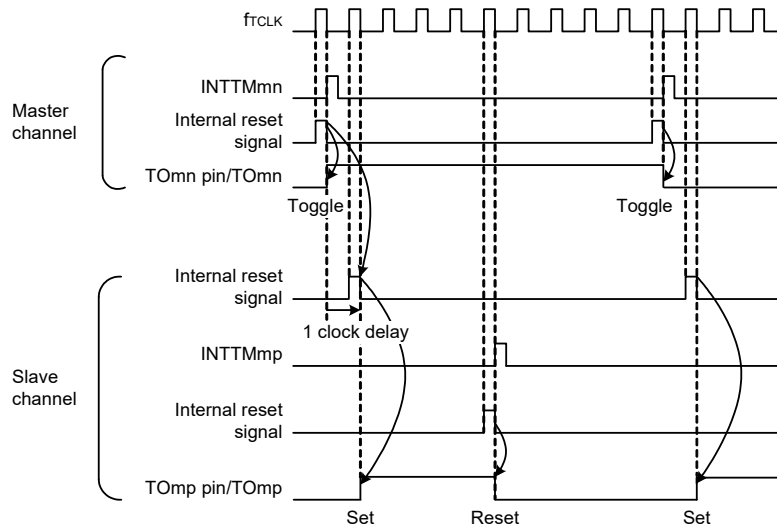 fTCLK
INTTMmn
Master
channel
Internal reset
signal
TOmn pin/TOmn
Toggle
Toggle
Internal reset
signal
1 clock delay
INTTMmp
Slave
channel
Internal reset
signal
TOmp pin/TOmp
Set
Reset
Set